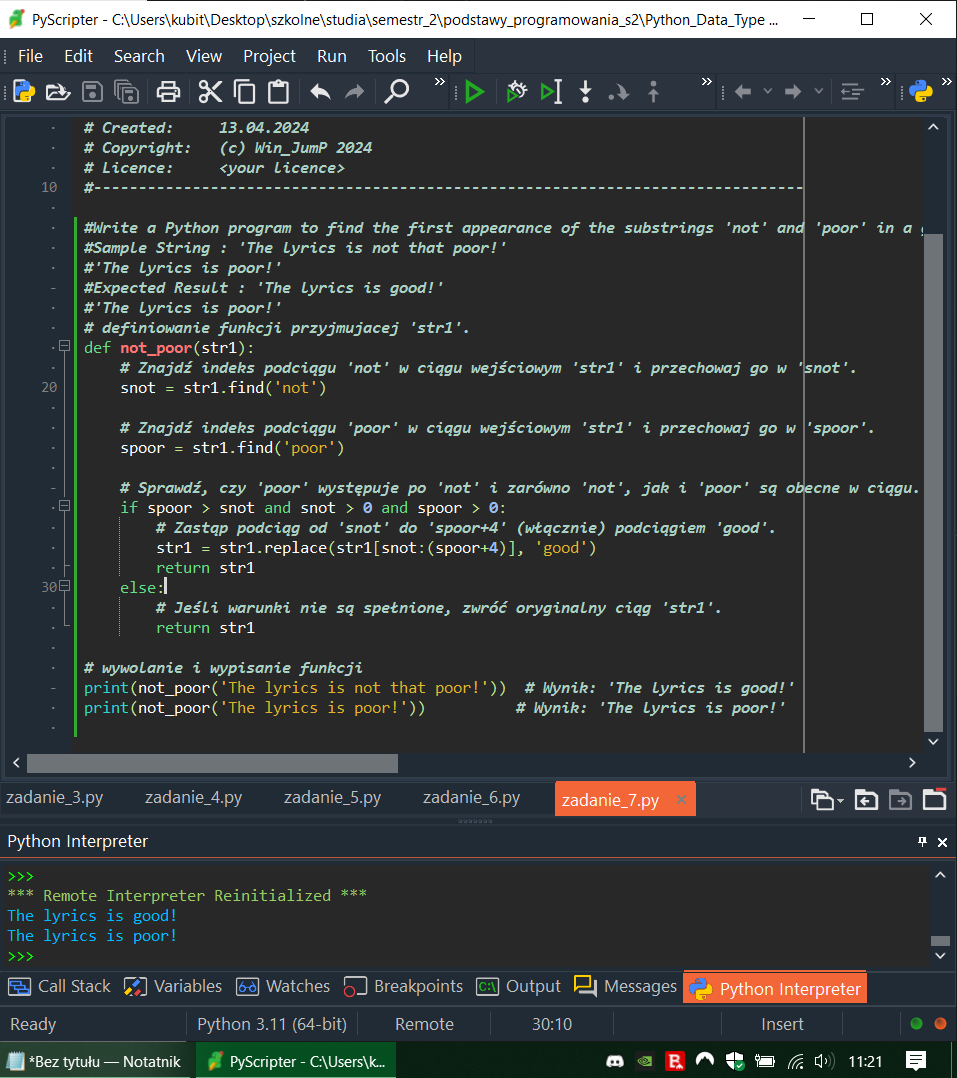 PyScripter - C:\Users\kubit\Desktop\szkolne\studia\semestr_2\podstawy_programowania_s2\Python_Data_Type ...
File Edit Search View Project Run Tools Help
# Created:     13.04.2024
# Copyright:   (c) Win_JumP 2024
# Licence:     <your licence>
10 #-------------------------------------------------------------------------------
#Write a Python program to find the first appearance of the substrings 'not' and 'poor' in a
#Sample String : 'The lyrics is not that poor!'
#'The lyrics is poor!'
#Expected Result : 'The lyrics is good!'
#'The lyrics is poor!'
# definiowanie funkcji przyjmujacej 'str1'.
def not_poor(str1):
    # Znajdź indeks podciągu 'not' w ciągu wejściowym 'str1' i przechowaj go w 'snot'.
20     snot = str1.find('not')
    # Znajdź indeks podciągu 'poor' w ciągu wejściowym 'str1' i przechowaj go w 'spoor'.
    spoor = str1.find('poor')
    # Sprawdź, czy 'poor' występuje po 'not' i zarówno 'not', jak i 'poor' są obecne w ciągu.
    if spoor > snot and snot > 0 and spoor > 0:
        # Zastąp podciąg od 'snot' do 'spoor+4' (włącznie) podciągiem 'good'.
        str1 = str1.replace(str1[snot:(spoor+4)], 'good')
        return str1
30     else:
        # Jeśli warunki nie są spełnione, zwróć oryginalny ciąg 'str1'.
        return str1
# wywolanie i wypisanie funkcji
print(not_poor('The lyrics is not that poor!'))  # Wynik: 'The lyrics is good!'
print(not_poor('The lyrics is poor!'))          # Wynik: 'The lyrics is poor!'
zadanie_3.py zadanie_4.py zadanie_5.py zadanie_6.py zadanie_7.py
Python Interpreter
>>>
*** Remote Interpreter Reinitialized ***
The lyrics is good!
The lyrics is poor!
>>>
Call Stack Variables Watches Breakpoints Output Messages Python Interpreter
Ready Python 3.11 (64-bit) Remote 30:10 Insert
*Bez tytułu — Notatnik PyScripter - C:\Users\k... 11:21